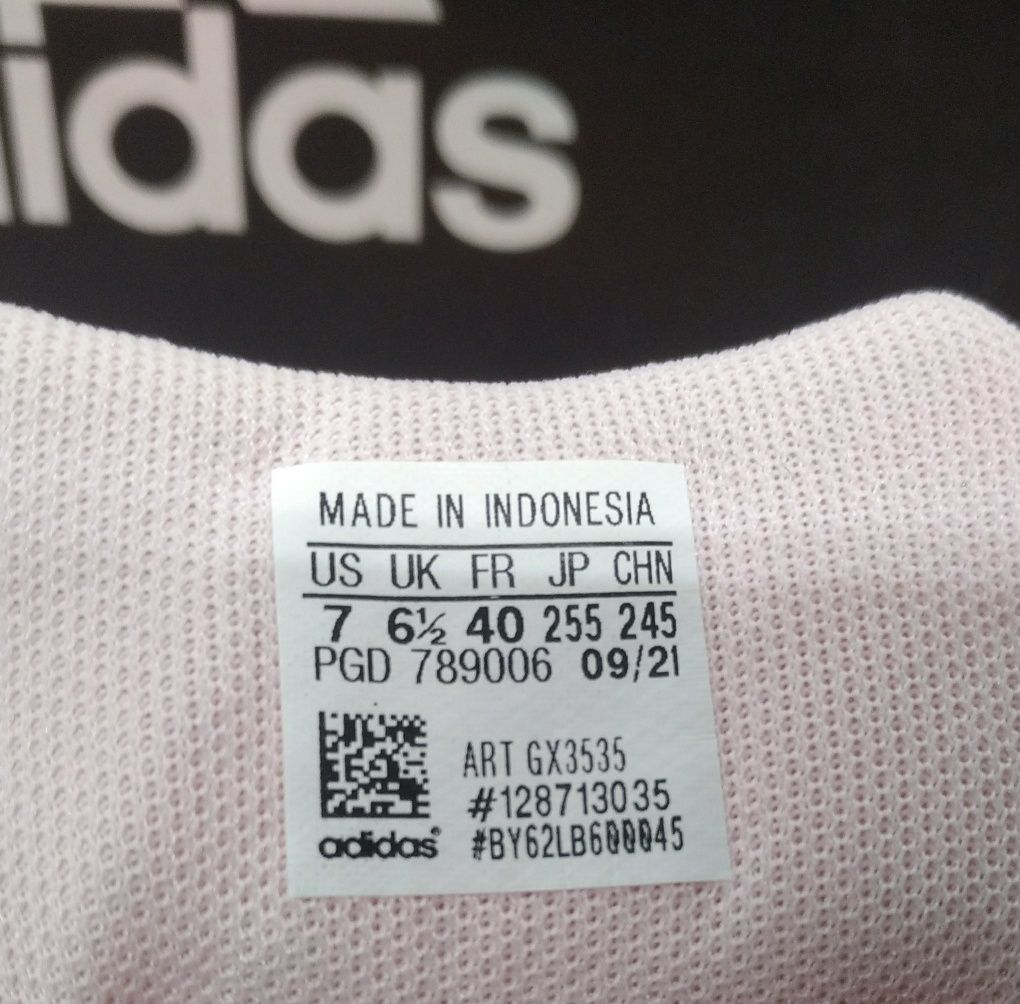 adidas
MADE IN INDONESIA
US UK FR JP CHN
7 6½ 40 255 245
PGD 789006 09/21
ART GX3535
#128713035
adidas® #BY62LB600045